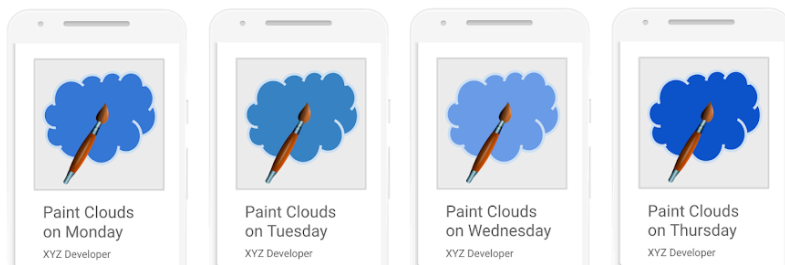 Paint Clouds
on Monday
XYZ Developer
Paint Clouds
on Tuesday
XYZ Developer
Paint Clouds
on Wednesday
XYZ Developer
Paint Clouds
on Thursday
XYZ Developer